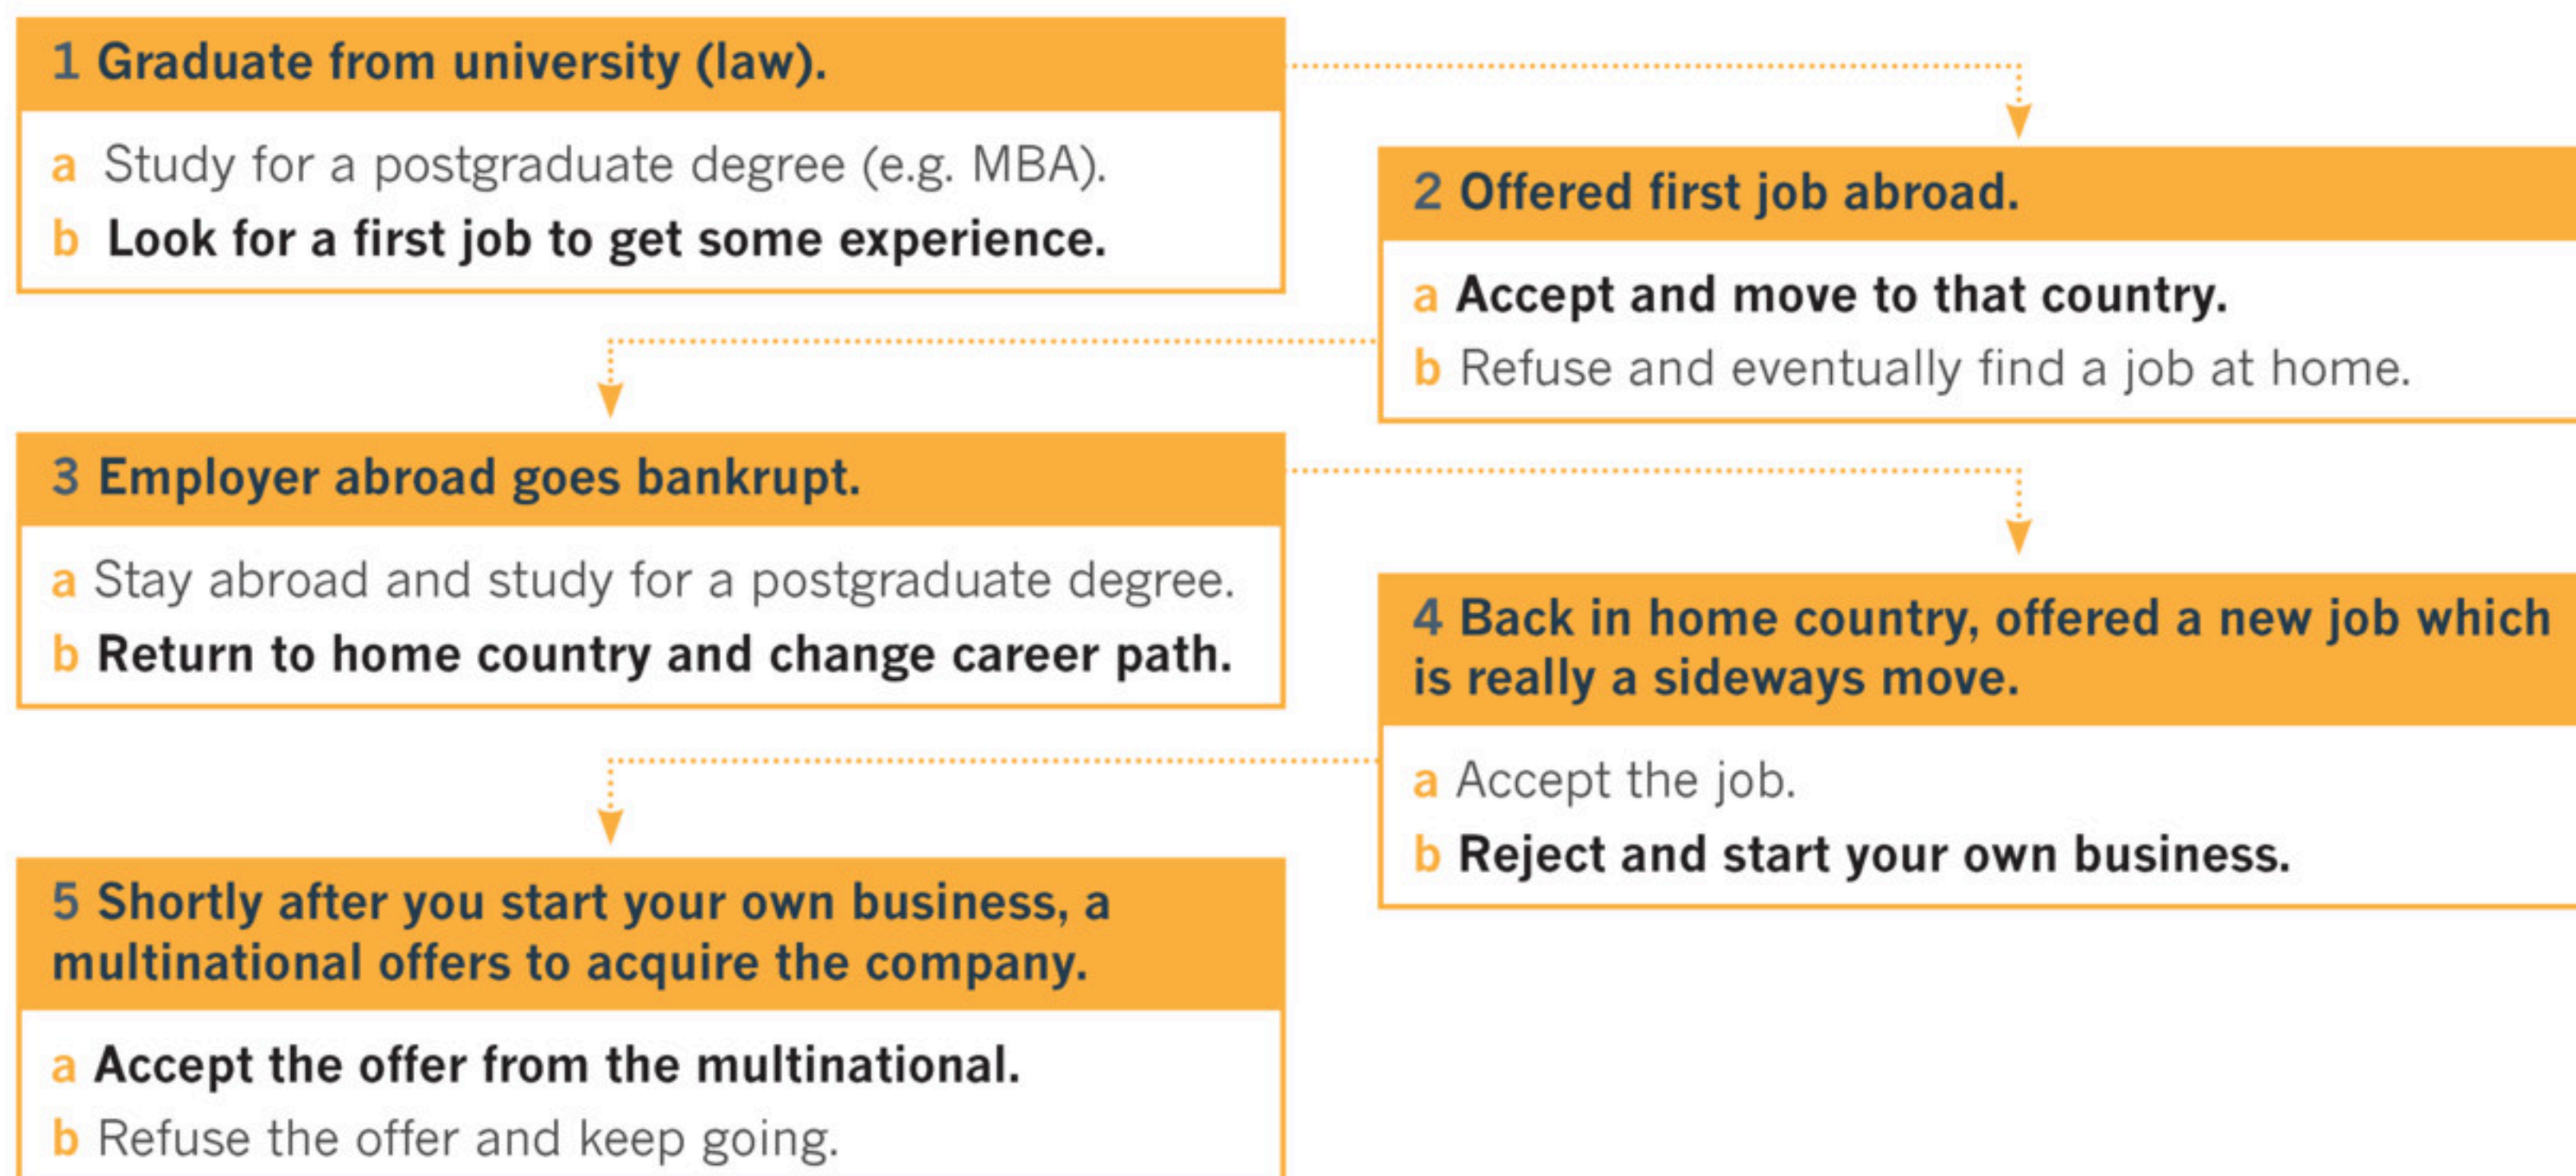 1 Graduate from university (law).
a Study for a postgraduate degree (e.g. MBA).
b Look for a first job to get some experience.
2 Offered first job abroad.
a Accept and move to that country.
b Refuse and eventually find a job at home.
3 Employer abroad goes bankrupt.
a Stay abroad and study for a postgraduate degree.
b Return to home country and change career path.
4 Back in home country, offered a new job which
is really a sideways move.
a Accept the job.
b Reject and start your own business.
5 Shortly after you start your own business, a
multinational offers to acquire the company.
a Accept the offer from the multinational.
b Refuse the offer and keep going.